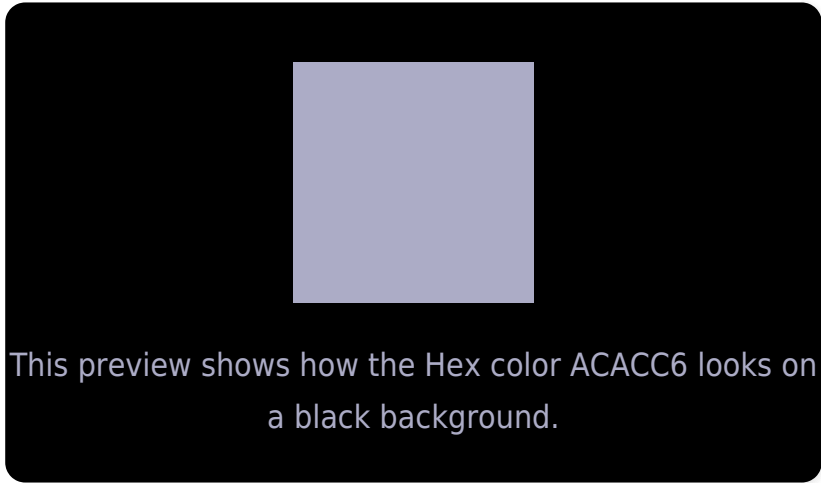 This preview shows how the Hex color ACACC6 looks on
a black background.